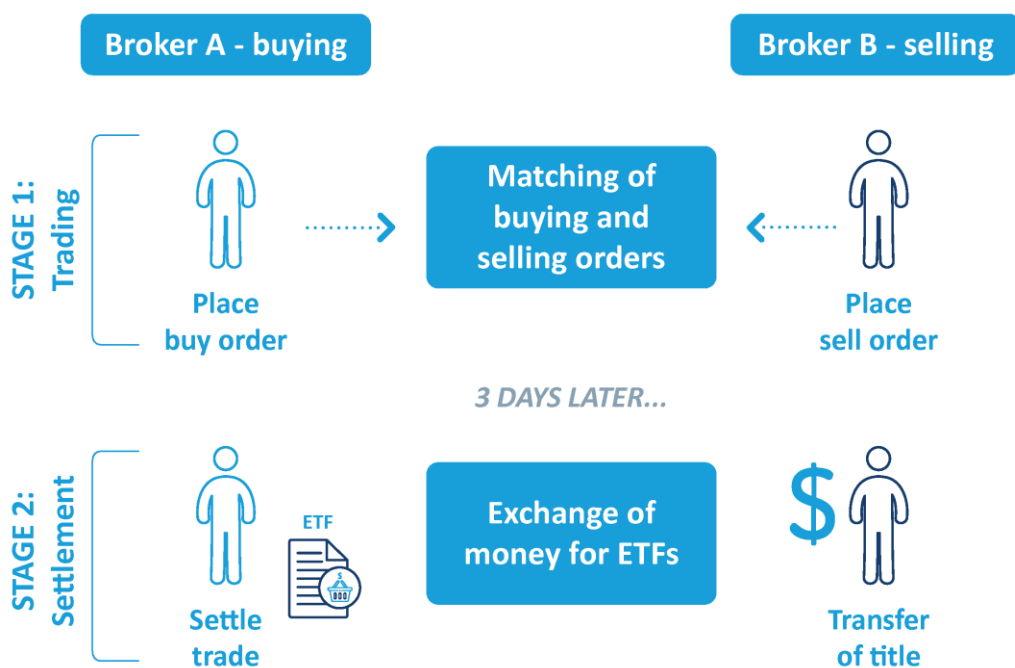 Broker A - buying
Broker B - selling
STAGE 1:
Trading
Matching of
buying and
selling orders
Place
buy order
Place
sell order
3 DAYS LATER...
STAGE 2:
Settlement
ETF
$
Exchange of
money for ETFs
$
Settle
trade
Transfer
of title